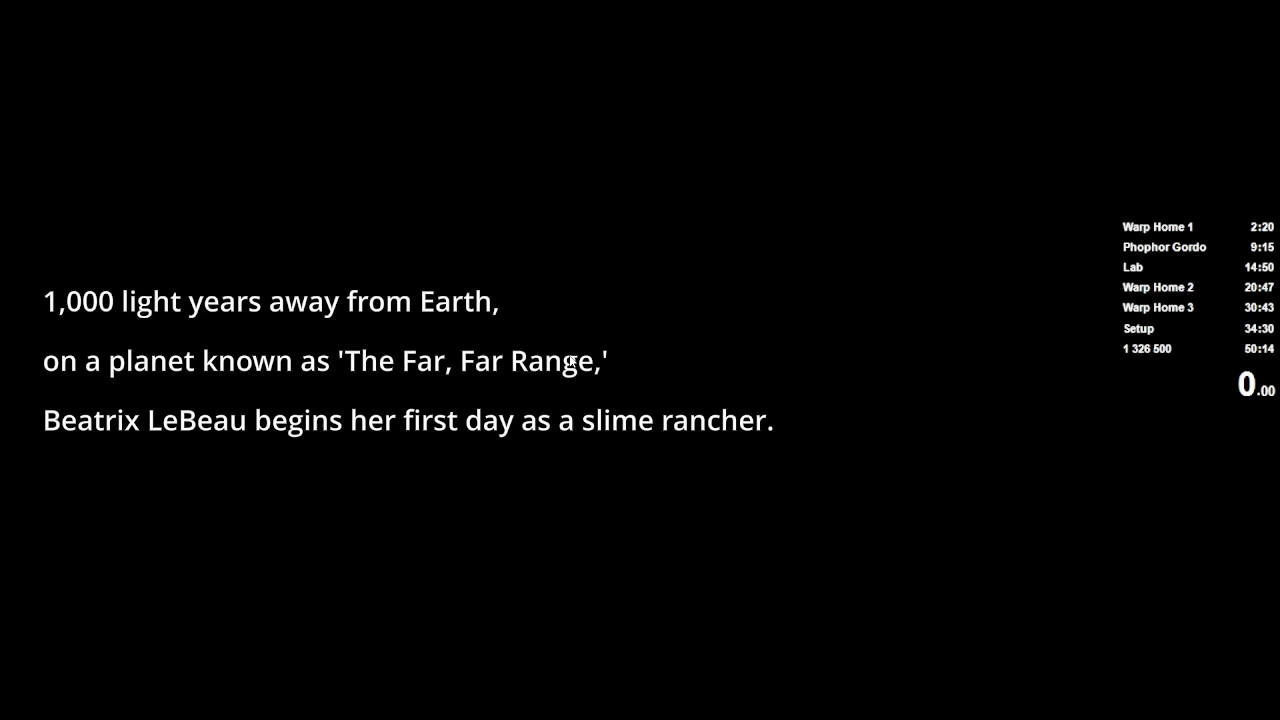 1,000 light years away from Earth,
on a planet known as 'The Far, Far Range,'
Beatrix LeBeau begins her first day as a slime rancher.
Warp Home 1 2:20
Phophor Gordo 9:15
Lab 14:50
Warp Home 2 20:47
Warp Home 3 30:43
Setup 34:30
1 326 500 50:14
0.00